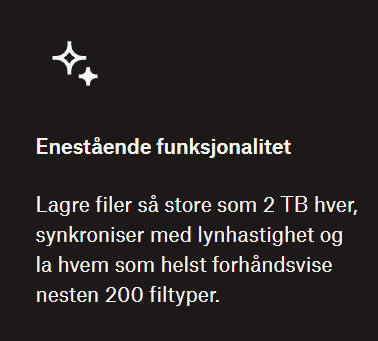 Enestående funksjonalitet
Lagre filer så store som 2 TB hver,
synkroniser med lynhastighet og
la hvem som helst forhåndsvise
nesten 200 filtyper.